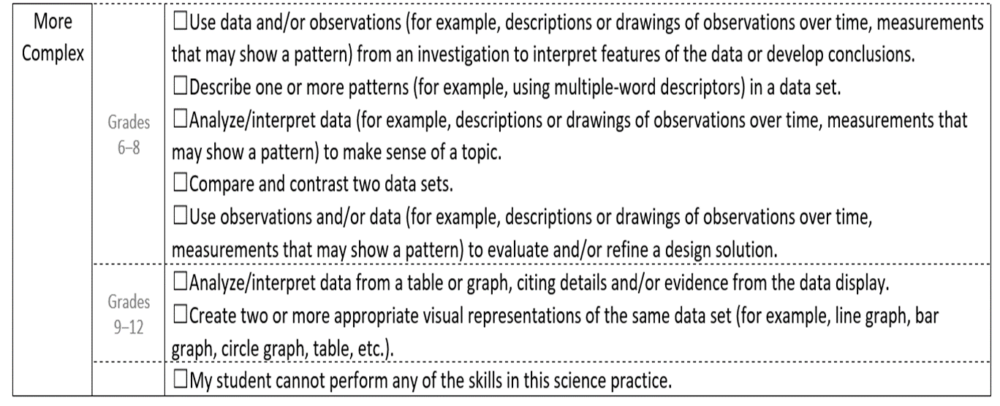 More
Complex
Grades
6–8
☐Use data and/or observations (for example, descriptions or drawings of observations over time, measurements
that may show a pattern) from an investigation to interpret features of the data or develop conclusions.
☐Describe one or more patterns (for example, using multiple-word descriptors) in a data set.
☐Analyze/interpret data (for example, descriptions or drawings of observations over time, measurements that
may show a pattern) to make sense of a topic.
☐Compare and contrast two data sets.
☐Use observations and/or data (for example, descriptions or drawings of observations over time,
measurements that may show a pattern) to evaluate and/or refine a design solution.
Grades
9–12
☐Analyze/interpret data from a table or graph, citing details and/or evidence from the data display.
☐Create two or more appropriate visual representations of the same data set (for example, line graph, bar
graph, circle graph, table, etc.).
☐My student cannot perform any of the skills in this science practice.